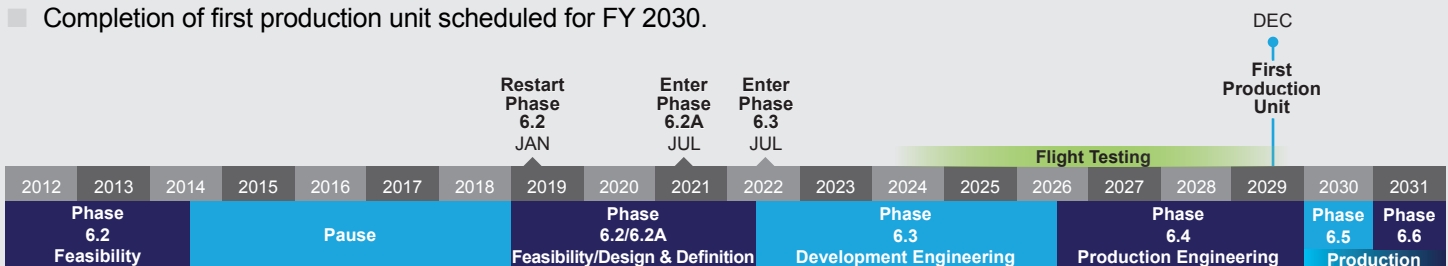 Completion of first production unit scheduled for FY 2030.
DEC
First
Production
Unit
Restart
Phase
6.2
JAN
Enter
Phase
6.2A
JUL
Enter
Phase
6.3
JUL
Flight Testing
2012 2013 2014 2015 2016 2017 2018 2019 2020 2021 2022 2023 2024 2025 2026 2027 2028 2029 2030 2031
Phase
6.2
Feasibility
Pause
Phase
6.2/6.2A
Feasibility/Design & Definition
Phase
6.3
Development Engineering
Phase
6.4
Production Engineering
Phase
6.5
Phase
6.6
Production